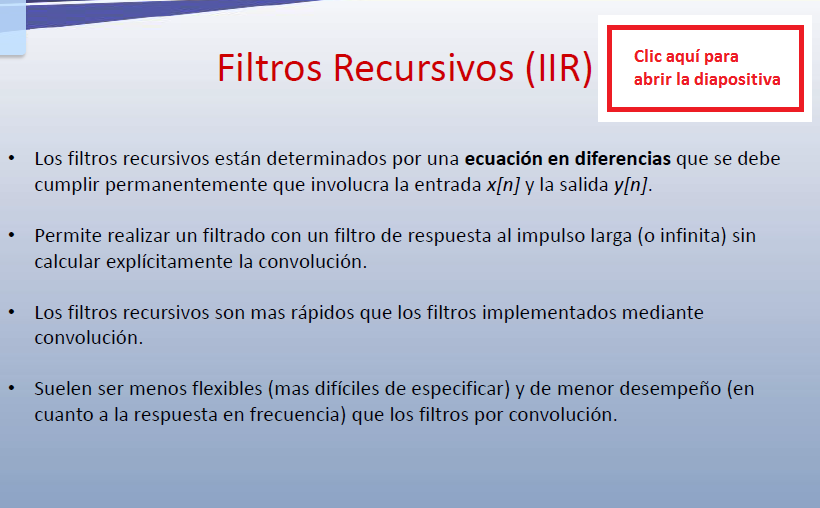 Filtros Recursivos (IIR)
Clic aquí para
abrir la diapositiva
• Los filtros recursivos están determinados por una ecuación en diferencias que se debe
cumplir permanentemente que involucra la entrada x[n] y la salida y[n].
• Permite realizar un filtrado con un filtro de respuesta al impulso larga (o infinita) sin
calcular explícitamente la convolución.
• Los filtros recursivos son mas rápidos que los filtros implementados mediante
convolución.
• Suelen ser menos flexibles (mas difíciles de especificar) y de menor desempeño (en
cuanto a la respuesta en frecuencia) que los filtros por convolución.